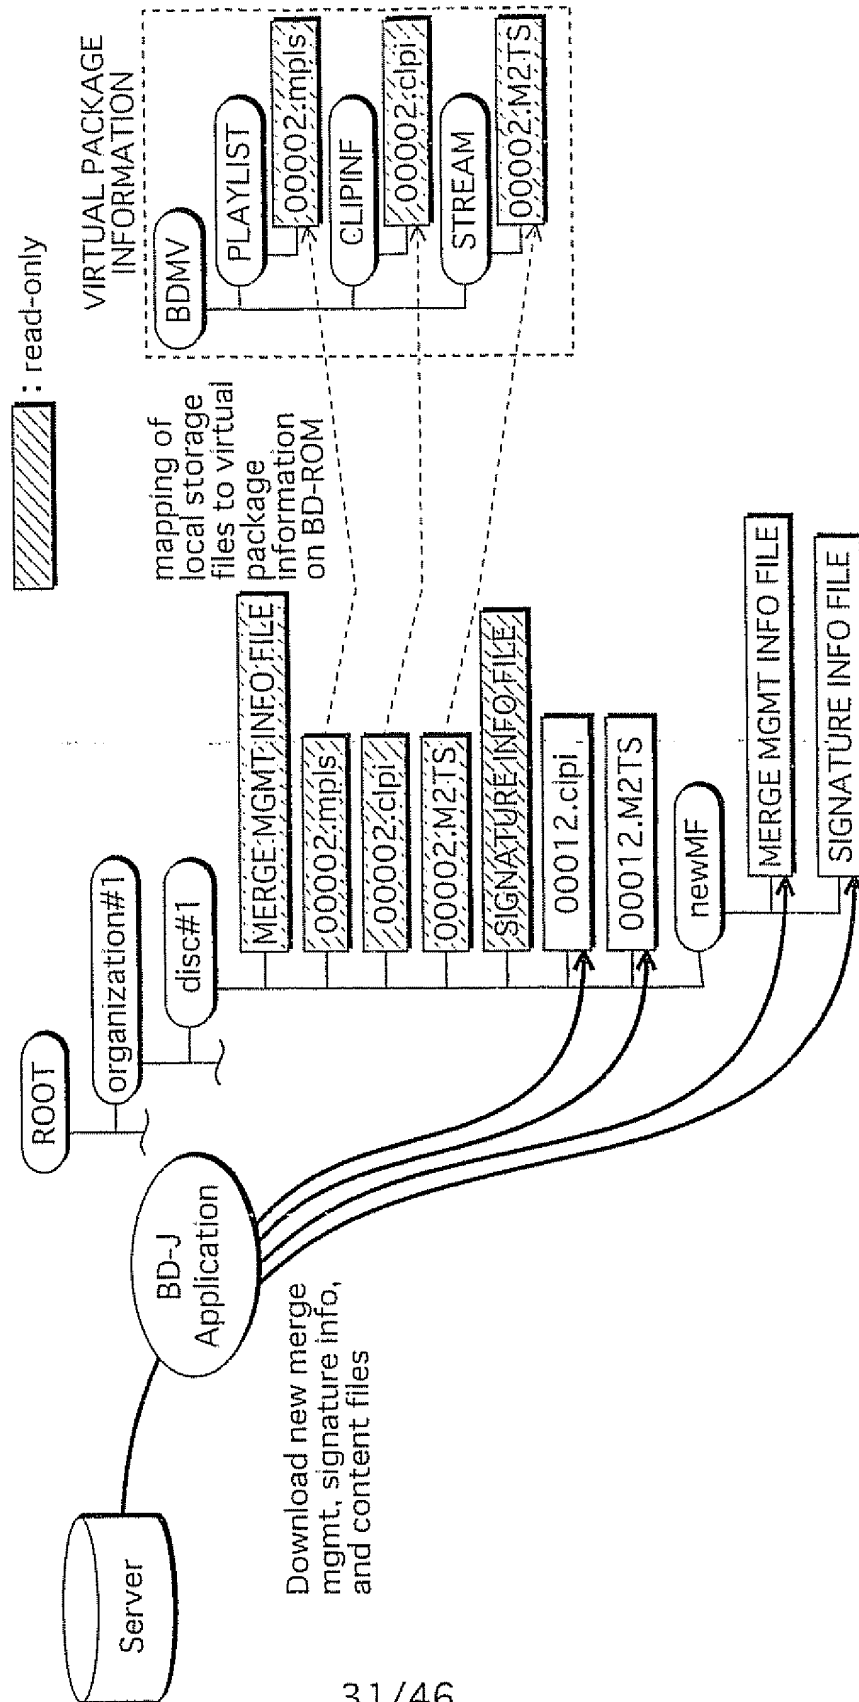 : read-only
VIRTUAL PACKAGE
INFORMATION
BDMV
PLAYLIST
00002.mpls
CLIPINF
00002.clpi
STREAM
00002.M2TS
mapping of
local storage
files to virtual
package
information
on BD-ROM
ROOT
organization#1
disc#1
MERGE MGMT INFO FILE
00002.mpls
00002.clpi
00002.M2TS
SIGNATURE INFO FILE
00012.clpi
00012.M2TS
newMF
MERGE MGMT INFO FILE
SIGNATURE INFO FILE
BD-J
Application
Server
Download new merge
mgmt, signature info,
and content files
31/46